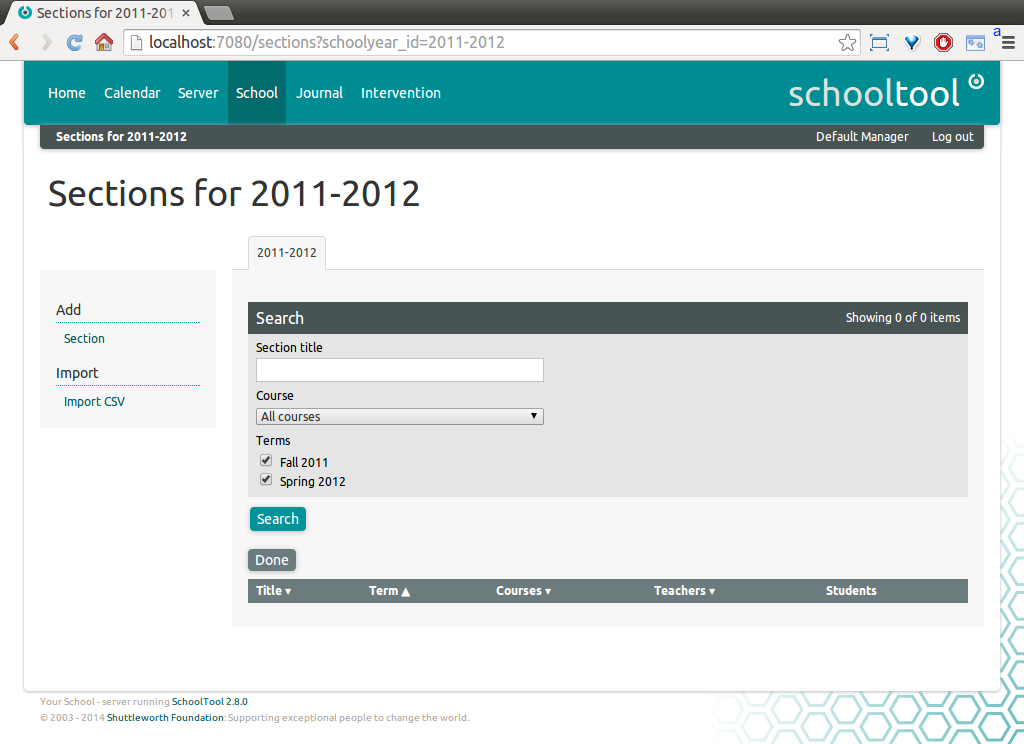 Sections for 2011-201
localhost:7080/sections?schoolyear_id=2011-2012
a
Home Calendar Server School Journal Intervention
schooltool
Sections for 2011-2012 Default Manager Log out
Sections for 2011-2012
2011-2012
Add
Section
Import
Import CSV
Search Showing 0 of 0 items
Section title
Course
All courses
Terms
Fall 2011
Spring 2012
Search
Done
Title ▾ Term ▲ Courses ▾ Teachers ▾ Students
Your School - server running SchoolTool 2.8.0
© 2003 - 2014 Shuttleworth Foundation: Supporting exceptional people to change the world.